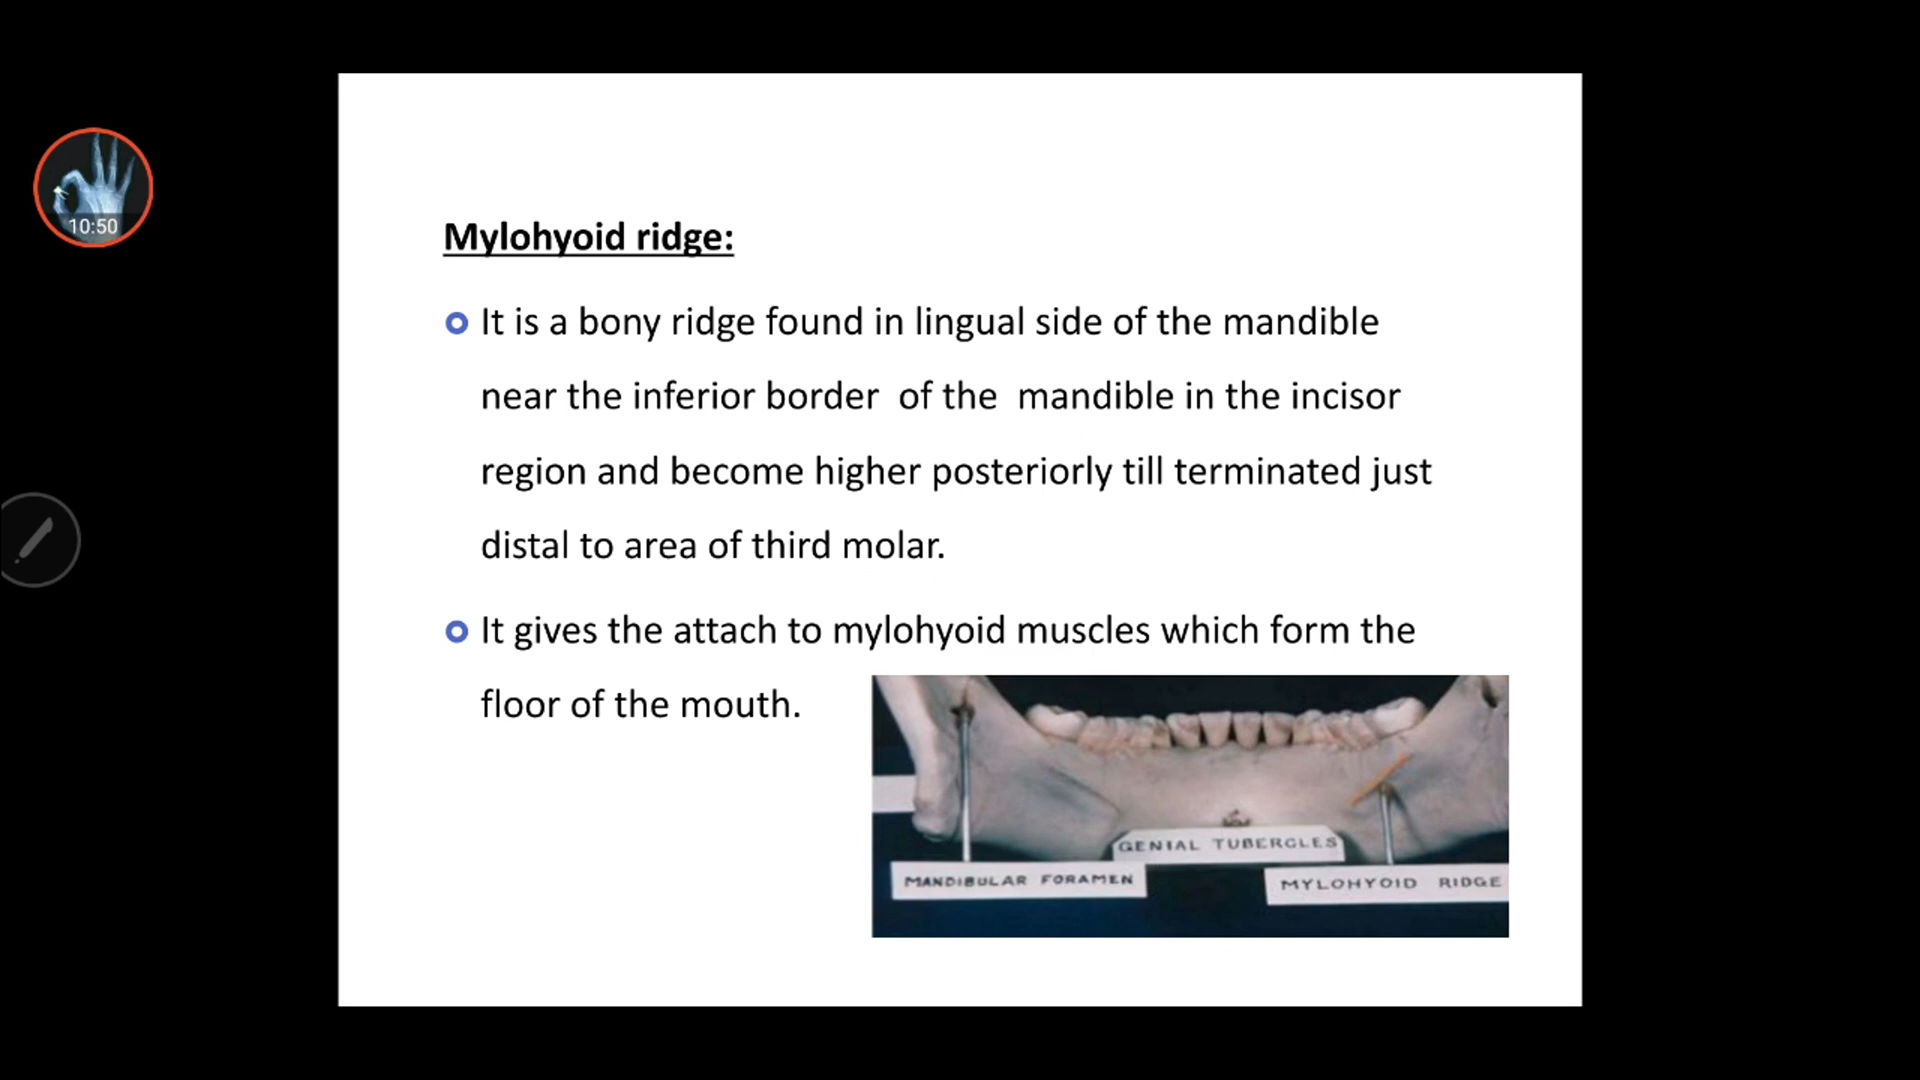 10:50
Mylohyoid ridge:
It is a bony ridge found in lingual side of the mandible
near the inferior border of the mandible in the incisor
region and become higher posteriorly till terminated just
distal to area of third molar.
It gives the attach to mylohyoid muscles which form the
floor of the mouth.
GENIAL TUBERCLES
MANDIBULAR FORAMEN
MYLOHYOID RIDGE